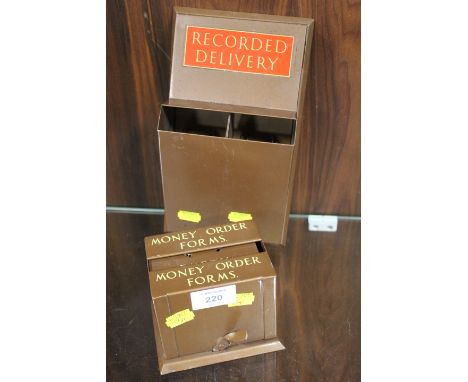 RECORDED
DELIVERY
MONEY ORDER
FORMS.
MONEY ORDER
FORMS.
220